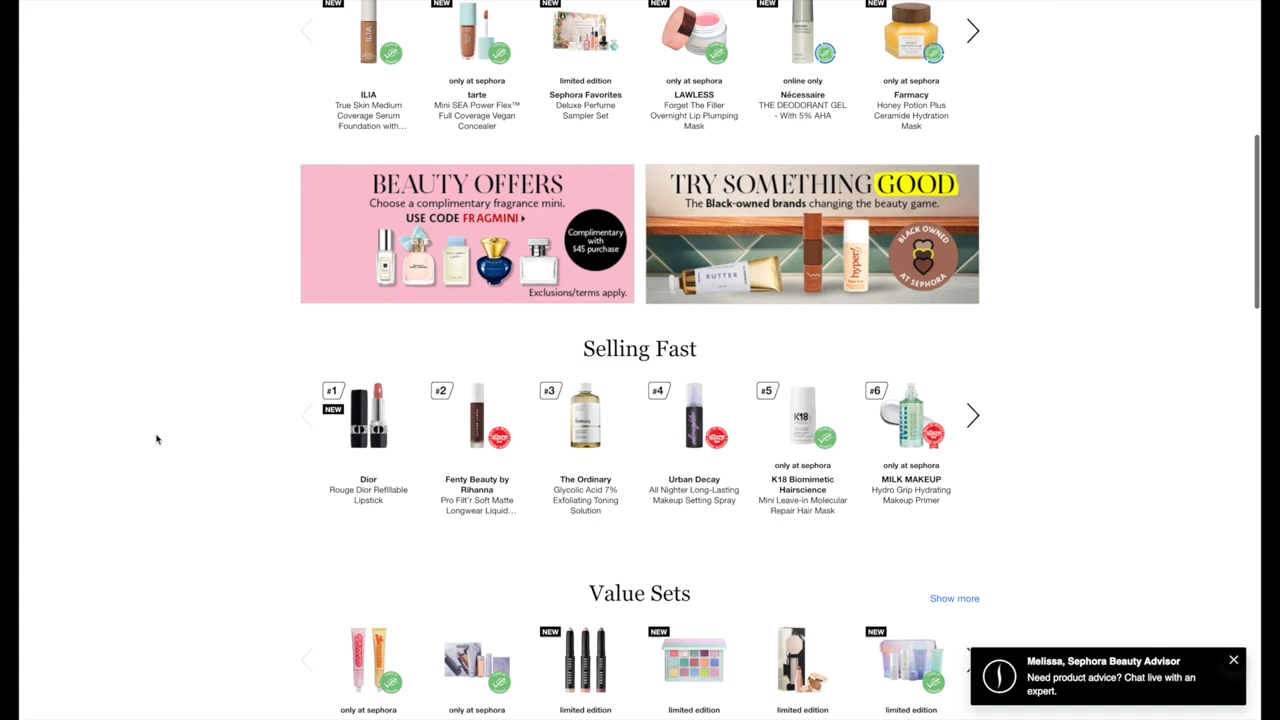 NEW
NEW
NEW
NEW
NEW
NEW
ILIA
ILIA
True Skin Medium
Coverage Serum
Foundation with...
only at sephora
tarte
Mini SEA Power Flex™
Full Coverage Vegan
Concealer
limited edition
Sephora Favorites
Deluxe Perfume
Sampler Set
only at sephora
LAWLESS
Forget The Filler
Overnight Lip Plumping
Mask
online only
Nécessaire
THE DEODORANT GEL
- With 5% AHA
only at sephora
Farmacy
Honey Potion Plus
Ceramide Hydration
Mask
BEAUTY OFFERS
Choose a complimentary fragrance mini.
USE CODE FRAGMINI
Complimentary
with
$45 purchase
Exclusions/terms apply.
TRY SOMETHING GOOD
The Black-owned brands changing the beauty game.
BUTTER
hyper
BLACK OWNED
AT SEPHORA
Selling Fast
#1
NEW
Dior
Rouge Dior Refillable
Lipstick
#2
Fenty Beauty by
Rihanna
Pro Filt'r Soft Matte
Longwear Liquid...
#3
The Ordinary
Glycolic Acid 7%
Exfoliating Toning
Solution
#4
Urban Decay
All Nighter Long-Lasting
Makeup Setting Spray
#5
K18
only at sephora
K18 Biomimetic
Hairscience
Mini Leave-in Molecular
Repair Hair Mask
#6
only at sephora
MILK MAKEUP
Hydro Grip Hydrating
Makeup Primer
Value Sets
Show more
NEW
NEW
NEW
only at sephora
only at sephora
limited edition
limited edition
limited edition
limited edition
Melissa, Sephora Beauty Advisor
Need product advice? Chat live with an
expert.